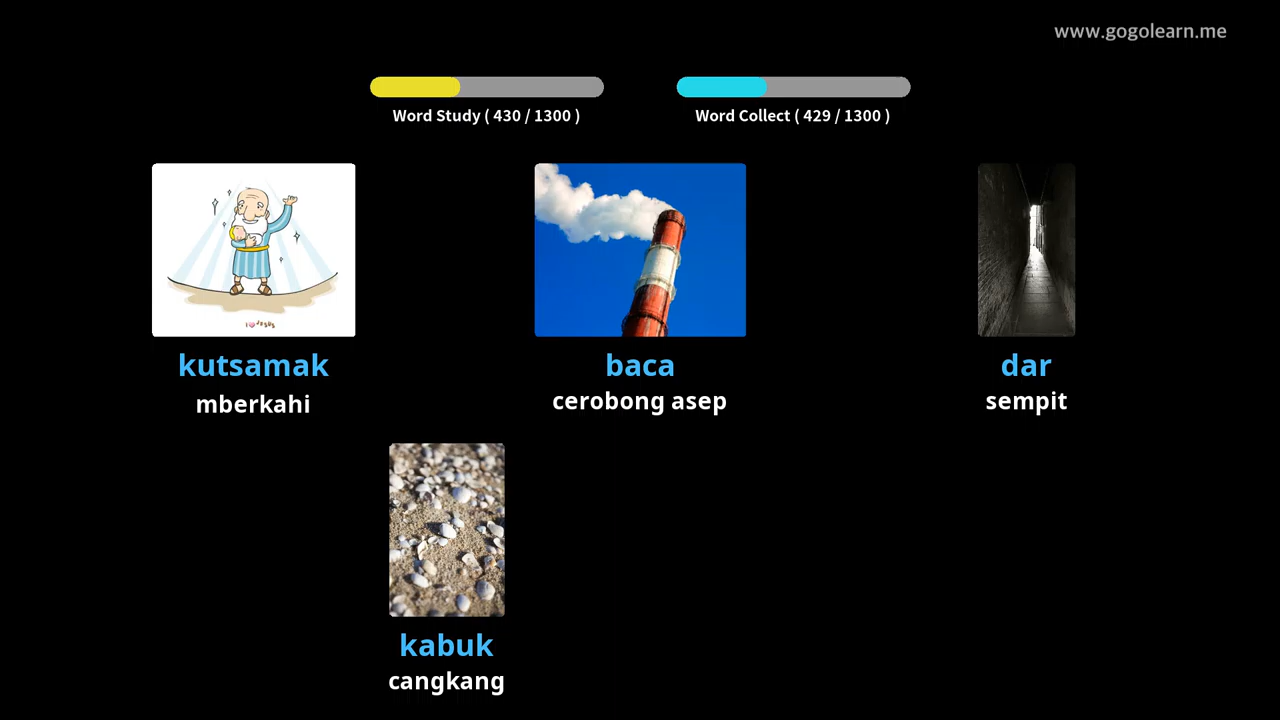 www.gogolearn.me
Word Study ( 430 / 1300 )
Word Collect ( 429 / 1300 )
I ♥ JESUS
kutsamak
baca
dar
mberkahi
cerobong asep
sempit
kabuk
cangkang